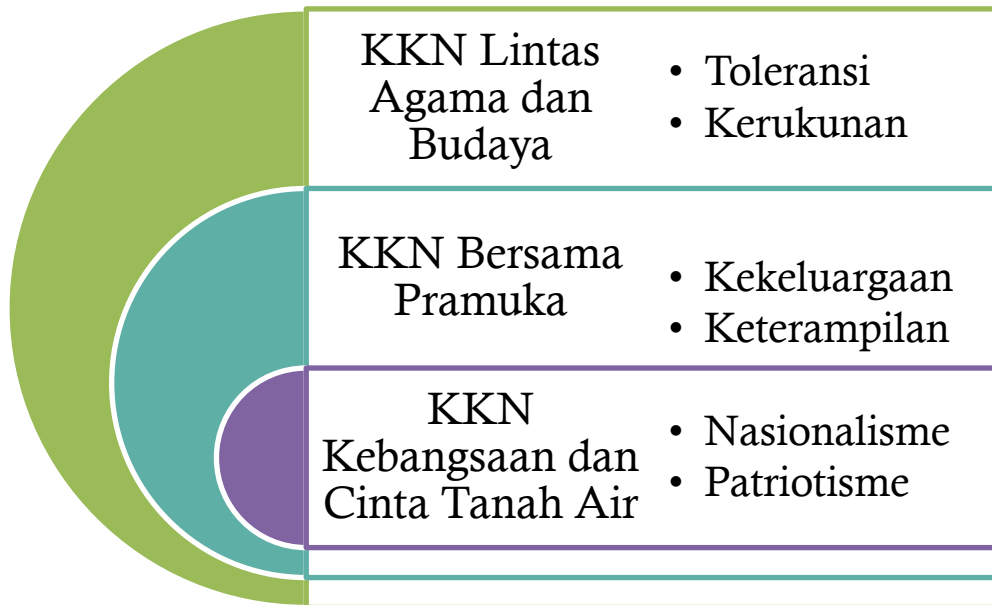 KKN Lintas
Agama dan
Budaya
• Toleransi
• Kerukunan
KKN Bersama
Pramuka
• Kekeluargaan
• Keterampilan
KKN
Kebangsaan dan
Cinta Tanah Air
• Nasionalisme
• Patriotisme